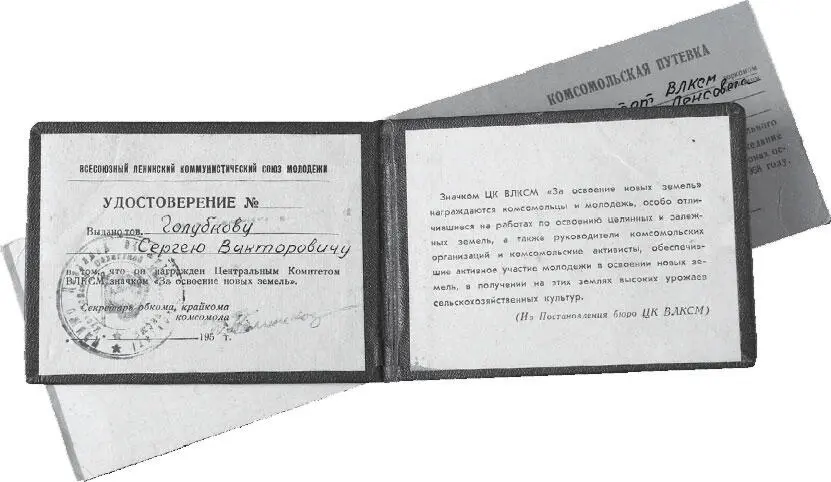 КОМСОМОЛЬСКАЯ ПУТЕВКА
ВЛКСМ
Ленсовета
ВСЕСОЮЗНЫЙ ЛЕНИНСКИЙ КОММУНИСТИЧЕСКИЙ СОЮЗ МОЛОДЕЖИ
УДОСТОВЕРЕНИЕ №
Выдано тов. Голубкову
Сергею Викторовичу
в том, что он награжден Центральным Комитетом
ВЛКСМ значком «За освоение новых земель».
Секретарь обкома, крайкома
комсомола
195 г.
Значком ЦК ВЛКСМ «За освоение новых земель»
награждаются комсомольцы и молодежь, особо отли-
чившиеся на работах по освоению целинных и залеж-
ных земель, а также руководители комсомольских
организаций и комсомольские активисты, обеспечив-
шие активное участие молодежи в освоении новых зе-
мель, в получении на этих землях высоких урожаев
сельскохозяйственных культур.
(Из Постановления бюро ЦК ВЛКСМ)